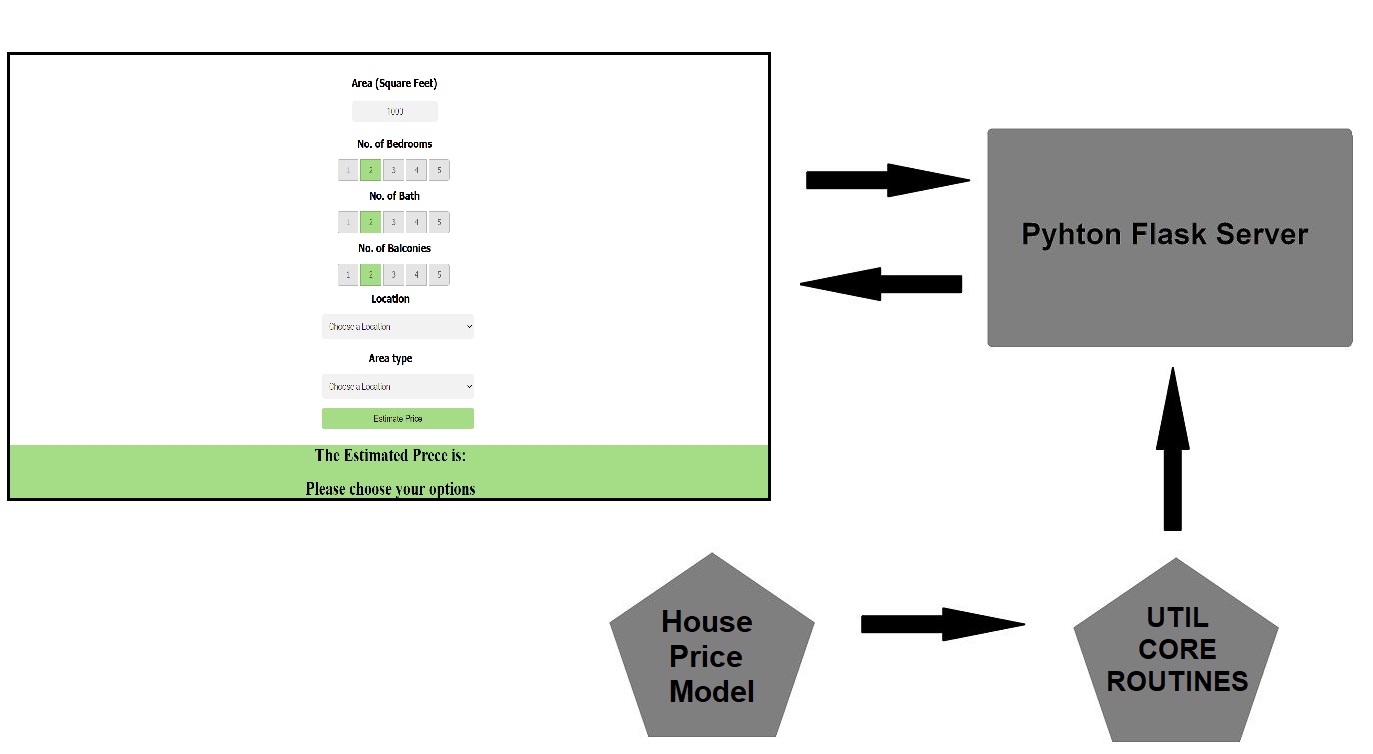 Area (Square Feet)
1000
No. of Bedrooms
1 2 3 4 5
No. of Bath
1 2 3 4 5
No. of Balconies
1 2 3 4 5
Location
Choose a Location
Area type
Choose a Location
Estimate Price
The Estimated Prece is:
Please choose your options
Pyhton Flask Server
House
Price
Model
UTIL
CORE
ROUTINES